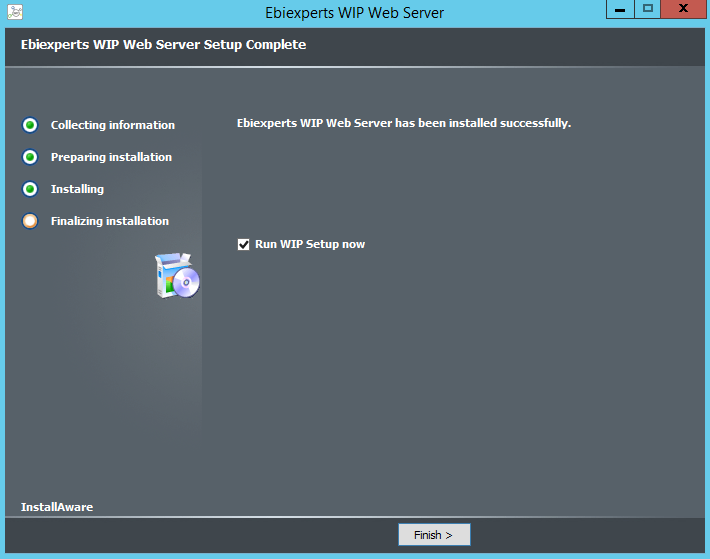 Ebiexperts WIP Web Server
Ebiexperts WIP Web Server Setup Complete
Collecting information
Preparing installation
Installing
Finalizing installation
Ebiexperts WIP Web Server has been installed successfully.
Run WIP Setup now
InstallAware
Finish >